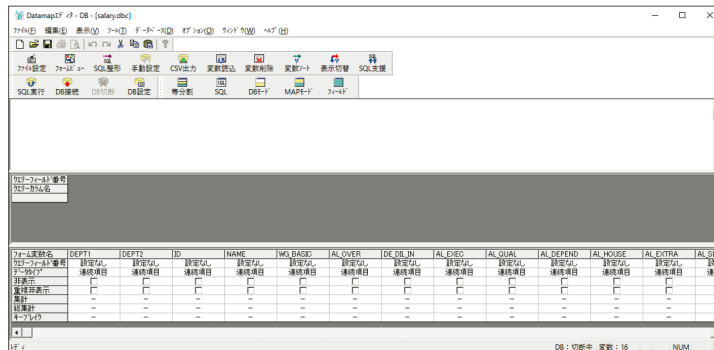 Datamapｴﾃﾞｨﾀ - DB - [salary.dbc]
ﾌｧｲﾙ(F) 編集(E) 表示(V) ﾂｰﾙ(T) ﾃﾞｰﾀﾍﾞｰｽ(D) ｵﾌﾟｼｮﾝ(O) ｳｨﾝﾄﾞｳ(W) ﾍﾙﾌﾟ(H)
ﾌｧｲﾙ設定 ﾌｫｰﾑﾋﾞｭｰ SQL整形 手動設定 CSV出力 変数読込 変数削除 変数ｿｰﾄ 表示切替 SQL支援
SQL実行 DB接続 DB切断 DB設定 等分割 SQL DBﾓｰﾄﾞ MAPﾓｰﾄﾞ ﾌｨｰﾙﾄﾞ
ｸｴﾘｰﾌｨｰﾙﾄﾞ番号
ｸｴﾘｰｶﾗﾑ名
ﾌｫｰﾑ変数名 DEPT1 DEPT2 ID NAME WG_BASIC AL_OVER DE_DIL_IN AL_EXEC AL_QUAL AL_DEPEND AL_HOUSE AL_EXTRA
ｸｴﾘｰﾌｨｰﾙﾄﾞ番号 設定なし 設定なし 設定なし 設定なし 設定なし 設定なし 設定なし 設定なし 設定なし 設定なし 設定なし 設定なし
ﾃﾞｰﾀﾀｲﾌﾟ 連続項目 連続項目 連続項目 連続項目 連続項目 連続項目 連続項目 連続項目 連続項目 連続項目 連続項目 連続項目
非表示
重複非表示
集計 － － － － － － － － － － － －
総集計 － － － － － － － － － － － －
ｷｰﾌﾞﾚｲｸ － － － － － － － － － － － －
ﾚﾃﾞｨ DB：切断中 変数：16 NUM